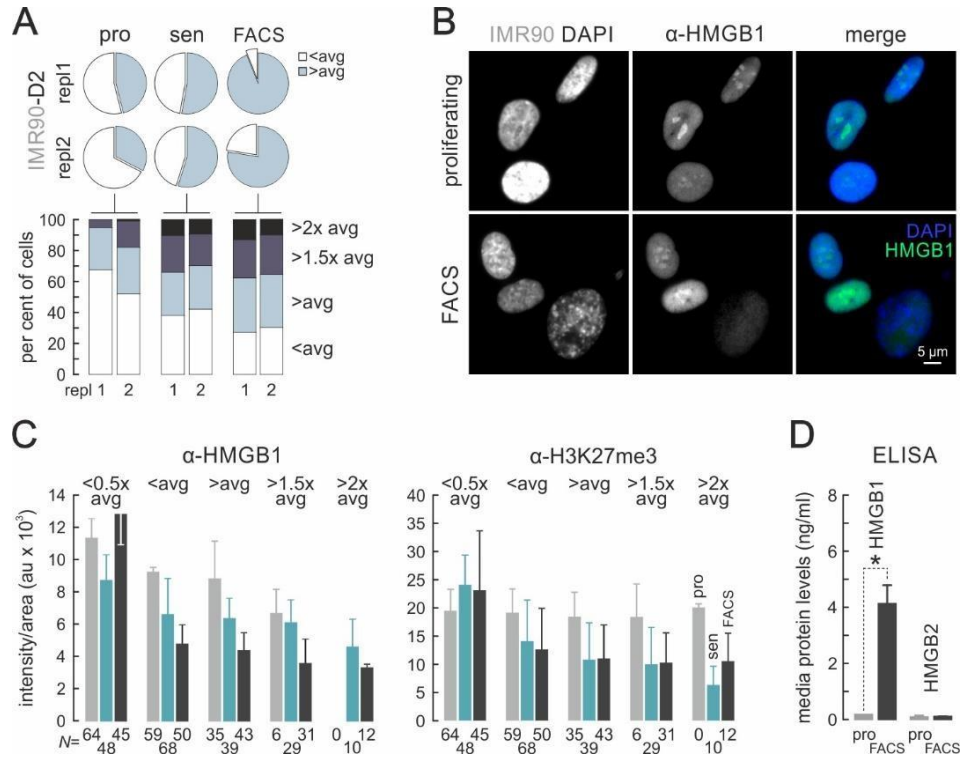 A
pro sen FACS
<avg
>avg
IMR90-D2
repl1
repl2
per cent of cells
100
80
60
40
20
0
>2x avg
>1.5x avg
>avg
<avg
repl 1 2 1 2 1 2
B
IMR90 DAPI α-HMGB1 merge
proliferating
FACS
DAPI
HMGB1
5 µm
C
α-HMGB1
<0.5x avg <avg >avg >1.5x avg >2x avg
intensity/area (au x 10³)
14
12
10
8
6
4
2
0
N= 64 48 45 59 68 50 35 39 43 6 29 31 0 10 12
α-H3K27me3
<0.5x avg <avg >avg >1.5x avg >2x avg
40
35
30
25
20
15
10
5
0
pro
sen
FACS
64 48 45 59 68 50 35 39 43 6 29 31 0 10 12
D
ELISA
media protein levels (ng/ml)
8
6
4
2
0
*
HMGB1
HMGB2
pro FACS pro FACS